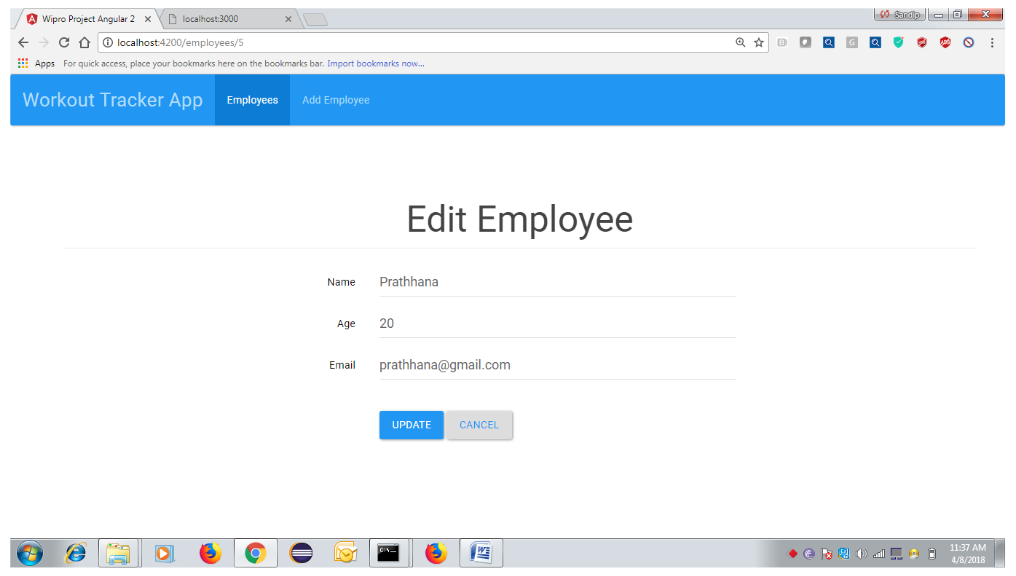 Wipro Project Angular 2
localhost:3000
Sandip
localhost:4200/employees/5
Apps For quick access, place your bookmarks here on the bookmarks bar. Import bookmarks now...
Workout Tracker App Employees Add Employee
Edit Employee
Name Prathhana
Age 20
Email prathhana@gmail.com
UPDATE CANCEL
11:37 AM
4/8/2018